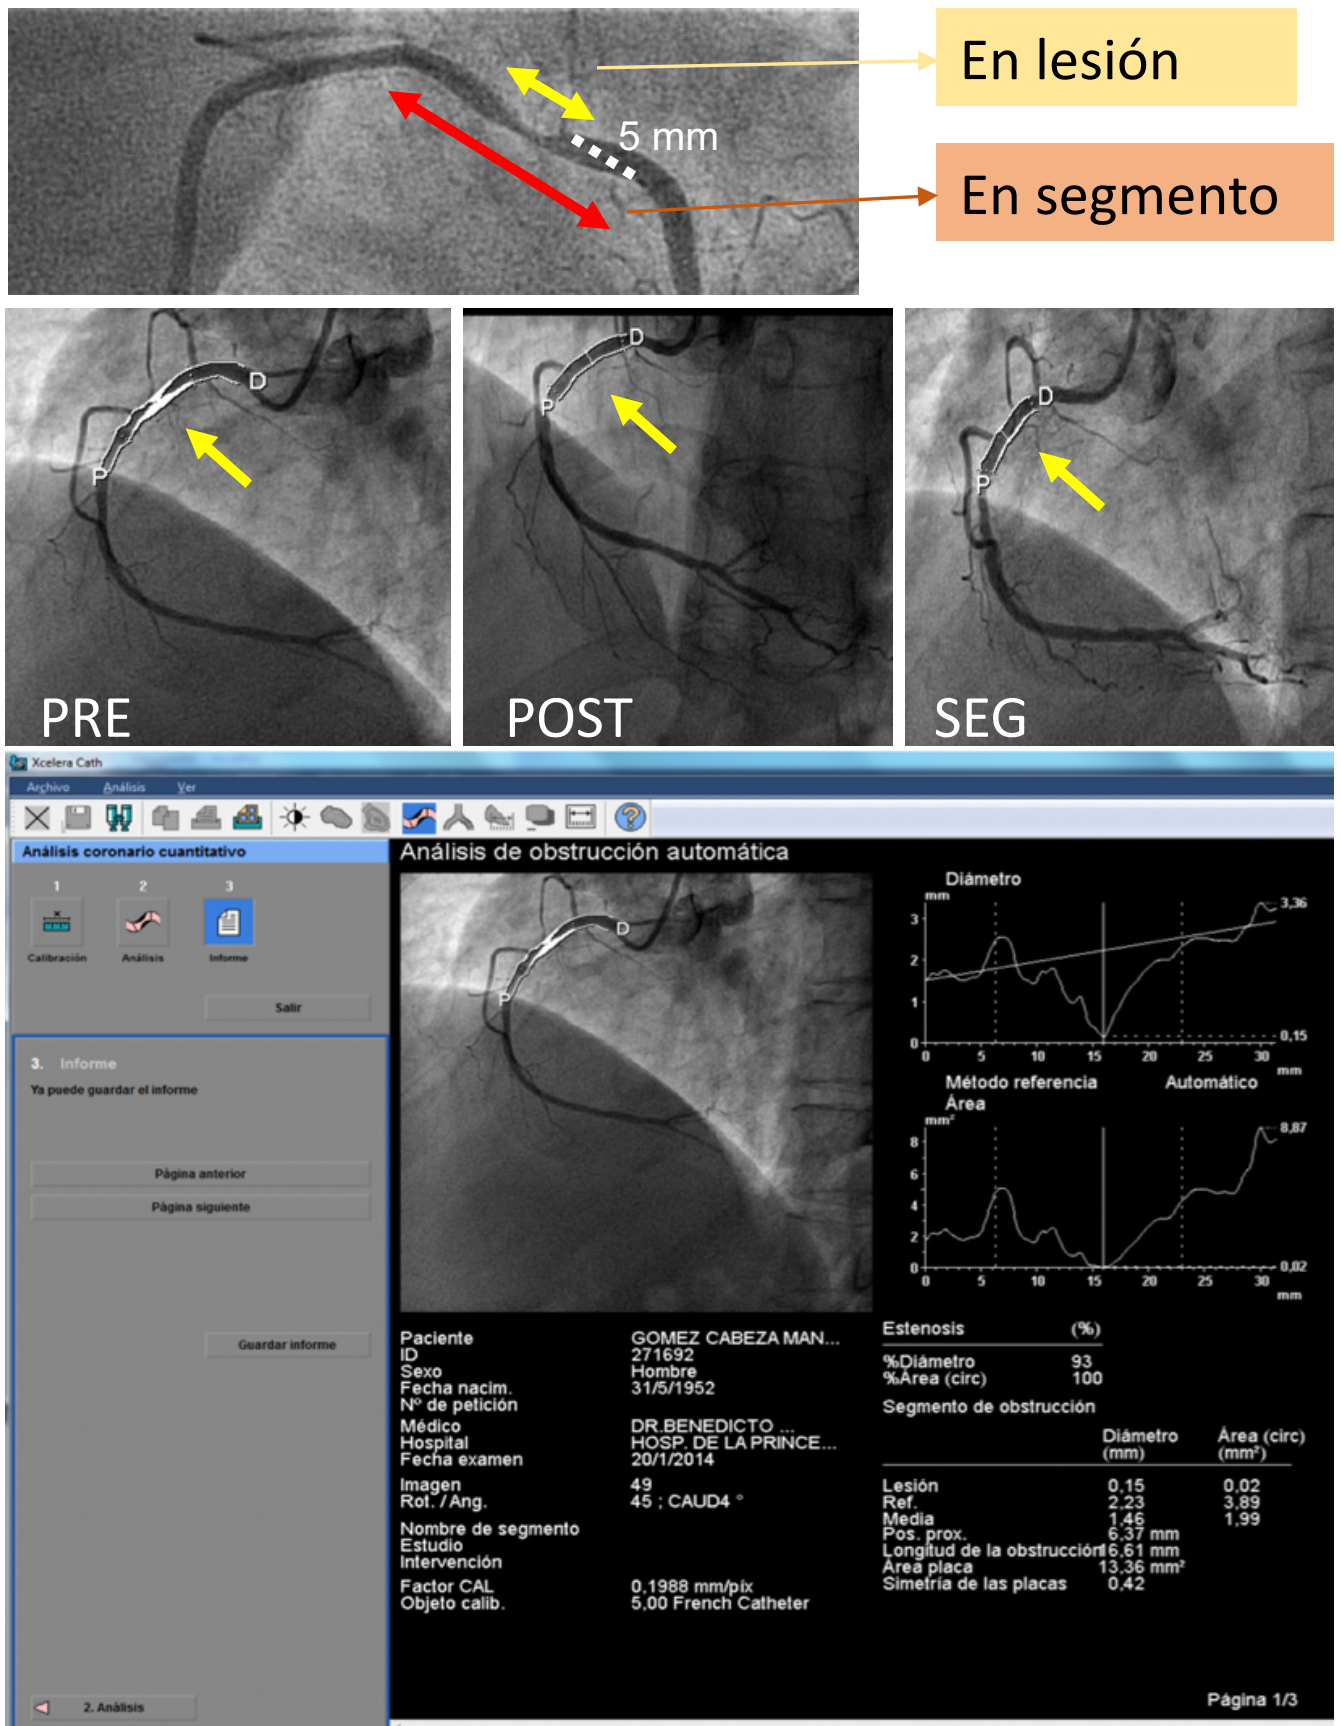 En lesión
5 mm
En segmento
D
P
PRE
D
P
POST
D
P
SEG
Xcelera Cath
Archivo Análisis Ver
Análisis coronario cuantitativo
1 2 3
Calibración Análisis Informe
Salir
3. Informe
Ya puede guardar el informe
Página anterior
Página siguiente
Guardar informe
2. Análisis
Análisis de obstrucción automática
D
P
Diámetro
mm
3,36
3
2
1
0,15
0
0 5 10 15 20 25 30
mm
Método referencia Automático
Área
mm²
8,87
8
6
4
2
0,02
0
0 5 10 15 20 25 30
mm
Paciente GOMEZ CABEZA MAN...
ID 271692
Sexo Hombre
Fecha nacim. 31/5/1952
Nº de petición
Médico DR.BENEDICTO ...
Hospital HOSP. DE LA PRINCE...
Fecha examen 20/1/2014
Imagen 49
Rot. / Ang. 45 ; CAUD4 °
Nombre de segmento
Estudio
Intervención
Factor CAL 0,1988 mm/pix
Objeto calib. 5,00 French Catheter
Estenosis (%)
%Diámetro 93
%Área (circ) 100
Segmento de obstrucción
Diámetro Área (circ)
(mm) (mm²)
Lesión 0,15 0,02
Ref. 2,23 3,89
Media 1,46 1,99
Pos. prox. 6,37 mm
Longitud de la obstrucción 16,61 mm
Área placa 13,36 mm²
Simetría de las placas 0,42
Página 1/3